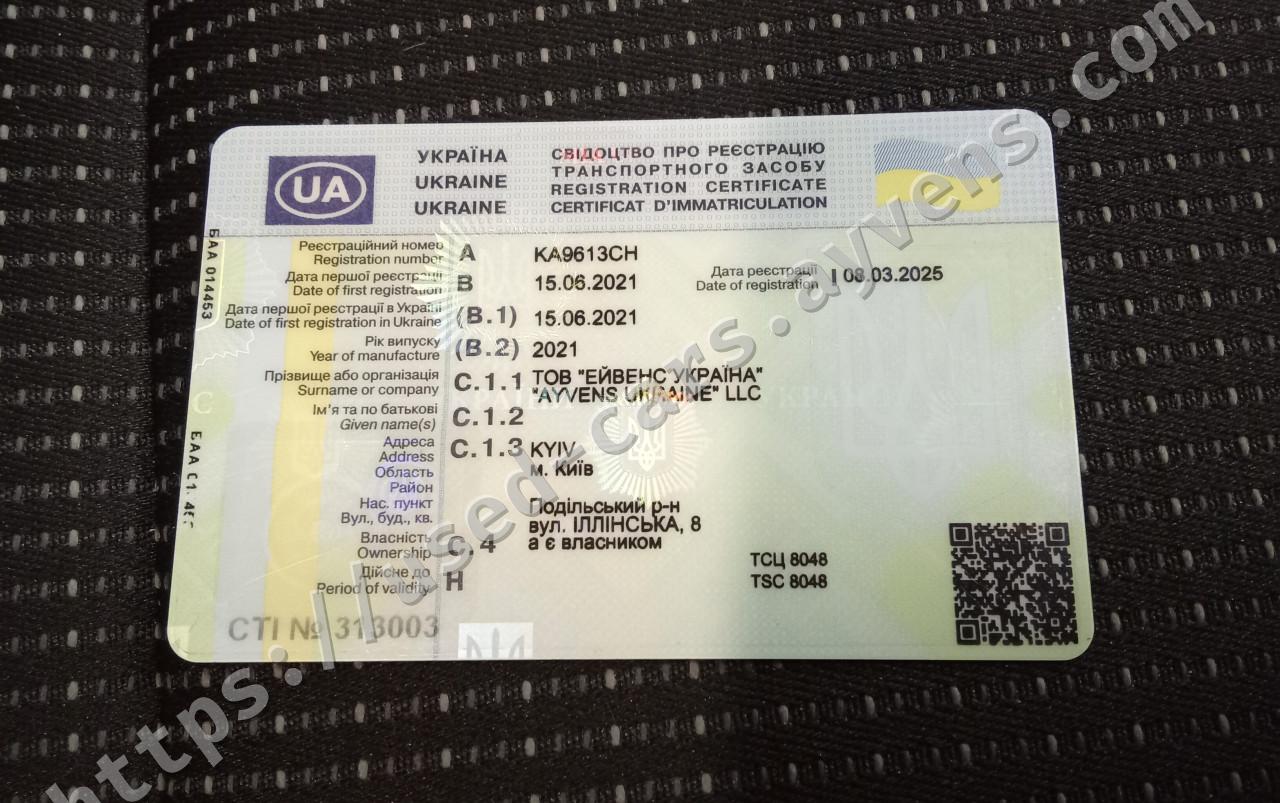 УКРАЇНА
UKRAINE
UKRAINE
СВІДОЦТВО ПРО РЕЄСТРАЦІЮ
ТРАНСПОРТНОГО ЗАСОБУ
REGISTRATION CERTIFICATE
CERTIFICAT D'IMMATRICULATION
UA
БАА 014453
Реєстраційний номер
Registration number A KA9613CH
Дата першої реєстрації
Date of first registration B 15.06.2021
Дата реєстрації
Date of registration I 08.03.2025
Дата першої реєстрації в Україні
Date of first registration in Ukraine (B.1) 15.06.2021
Рік випуску
Year of manufacture (B.2) 2021
Прізвище або організація
Surname or company C.1.1 ТОВ "ЕЙВЕНС УКРАЇНА"
"AYVENS UKRAINE" LLC
Ім'я та по батькові
Given name(s) C.1.2
Адреса
Address C.1.3 KYIV
Область м. Київ
Район
Нас. пункт Подільський р-н
Вул., буд., кв. вул. ІЛЛІНСЬКА, 8
Власність
Ownership C.4 а є власником
Дійсне до
Period of validity H
ТСЦ 8048
TSC 8048
СТІ № 313003
https://used-cars.ayvens.com